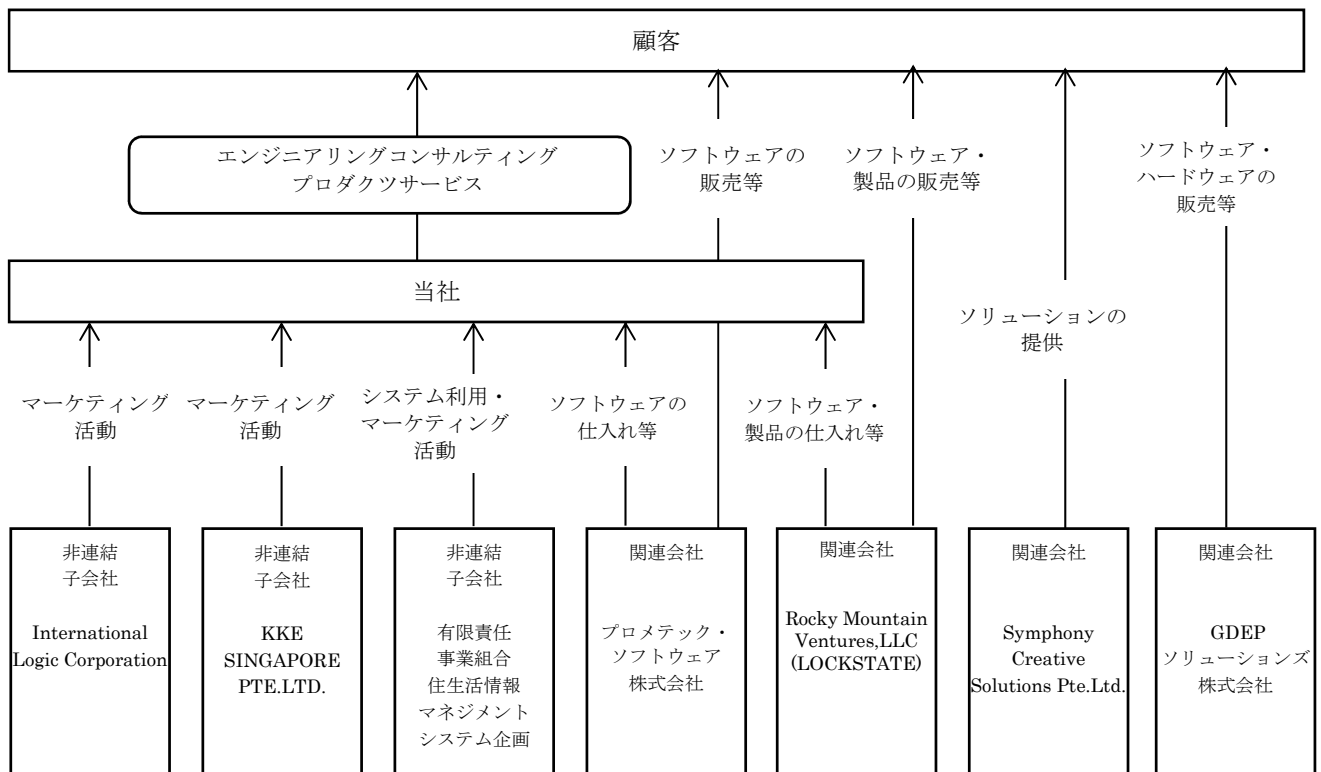 顧客
エンジニアリングコンサルティング
プロダクツサービス
ソフトウェアの
販売等
ソフトウェア・
製品の販売等
ソフトウェア・
ハードウェアの
販売等
当社
ソリューションの
提供
マーケティング
活動
マーケティング
活動
システム利用・
マーケティング
活動
ソフトウェアの
仕入れ等
ソフトウェア・
製品の仕入れ等
非連結
子会社
International
Logic Corporation
非連結
子会社
KKE
SINGAPORE
PTE.LTD.
非連結
子会社
有限責任
事業組合
住生活情報
マネジメント
システム企画
関連会社
プロメテック・
ソフトウェア
株式会社
関連会社
Rocky Mountain
Ventures,LLC
(LOCKSTATE)
関連会社
Symphony
Creative
Solutions Pte.Ltd.
関連会社
GDEP
ソリューションズ
株式会社